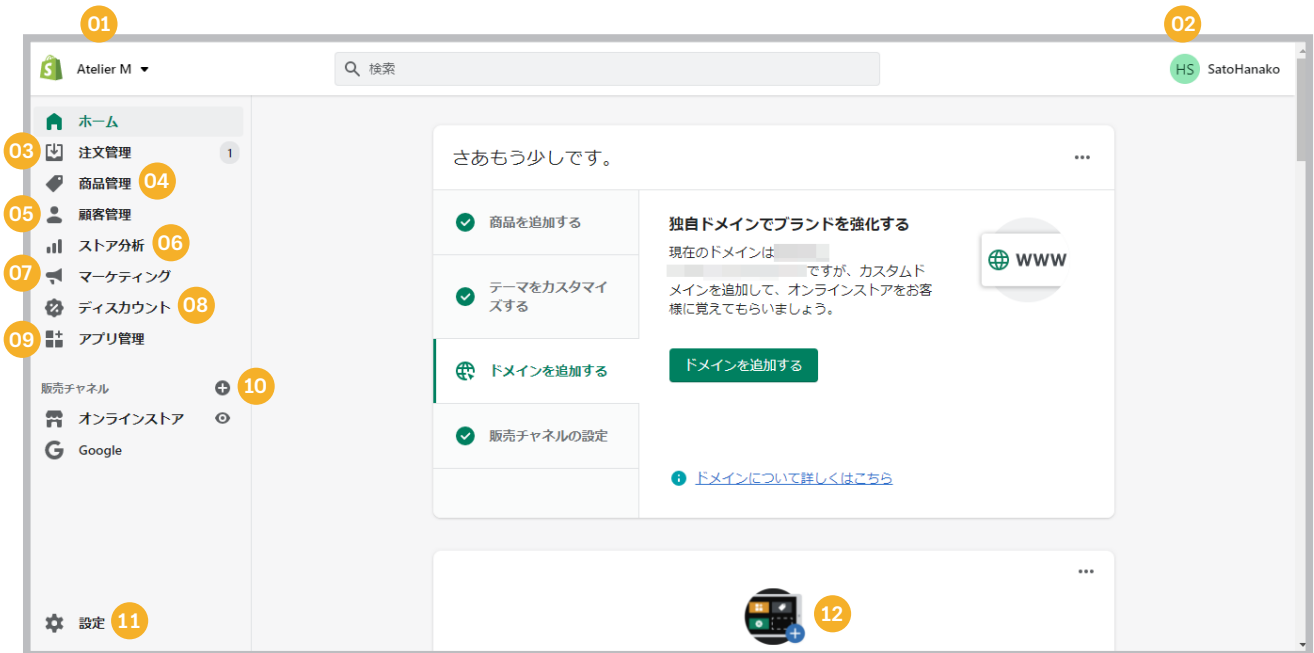 01
02
Atelier M
検索
HS SatoHanako
ホーム
03 注文管理 1
商品管理 04
05 顧客管理
ストア分析 06
07 マーケティング
ディスカウント 08
09 アプリ管理
販売チャネル 10
オンラインストア
Google
設定 11
さあもう少しです。
商品を追加する
テーマをカスタマイ
ズする
ドメインを追加する
販売チャネルの設定
独自ドメインでブランドを強化する
現在のドメインは
ですが、カスタムド
メインを追加して、オンラインストアをお客
様に覚えてもらいましょう。
www
ドメインを追加する
ドメインについて詳しくはこちら
12